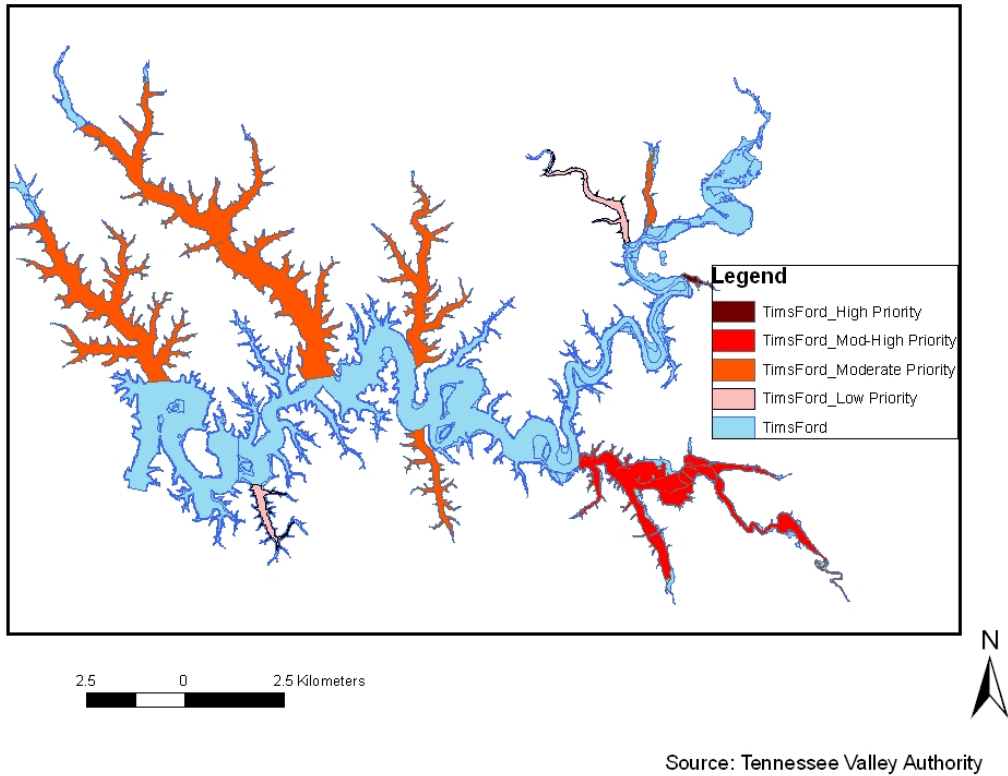 Legend
TimsFord_High Priority
TimsFord_Mod-High Priority
TimsFord_Moderate Priority
TimsFord_Low Priority
TimsFord
N
2.5 0 2.5 Kilometers
Source: Tennessee Valley Authority